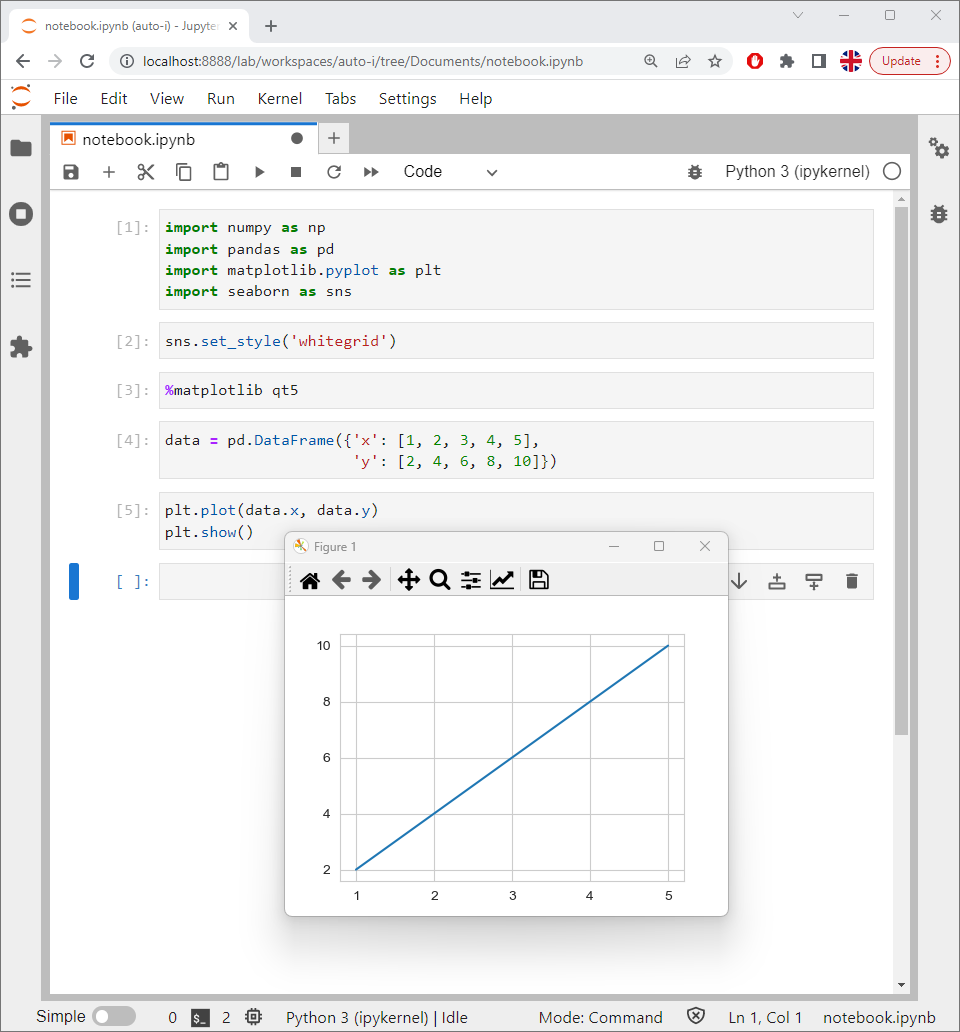 notebook.ipynb (auto-i) - Jupyte
localhost:8888/lab/workspaces/auto-i/tree/Documents/notebook.ipynb
Update
File Edit View Run Kernel Tabs Settings Help
notebook.ipynb
Code
Python 3 (ipykernel)
[1]: import numpy as np
import pandas as pd
import matplotlib.pyplot as plt
import seaborn as sns
[2]: sns.set_style('whitegrid')
[3]: %matplotlib qt5
[4]: data = pd.DataFrame({'x': [1, 2, 3, 4, 5],
'y': [2, 4, 6, 8, 10]})
[5]: plt.plot(data.x, data.y)
plt.show()
[ ]:
Figure 1
10
8
6
4
2
1 2 3 4 5
Simple 0 $_ 2 Python 3 (ipykernel) | Idle Mode: Command Ln 1, Col 1 notebook.ipynb